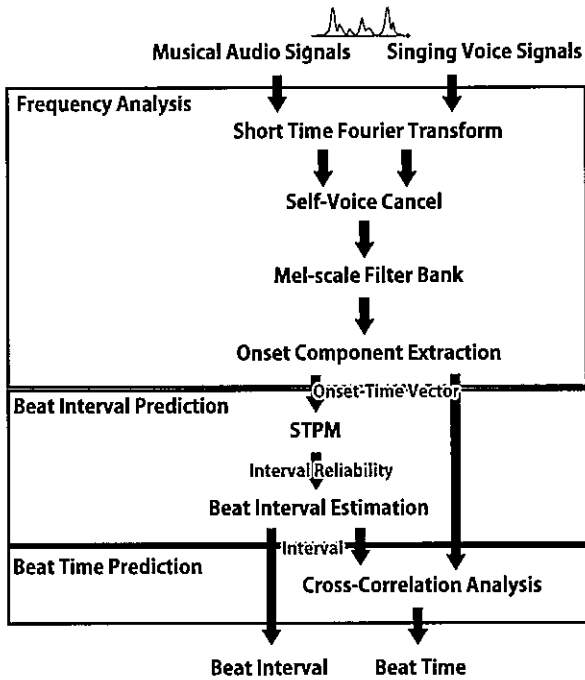 Musical Audio Signals
Singing Voice Signals
Frequency Analysis
Short Time Fourier Transform
Self-Voice Cancel
Mel-scale Filter Bank
Onset Component Extraction
Onset-Time Vector
Beat Interval Prediction
STPM
Interval Reliability
Beat Interval Estimation
Interval
Beat Time Prediction
Cross-Correlation Analysis
Beat Interval
Beat Time